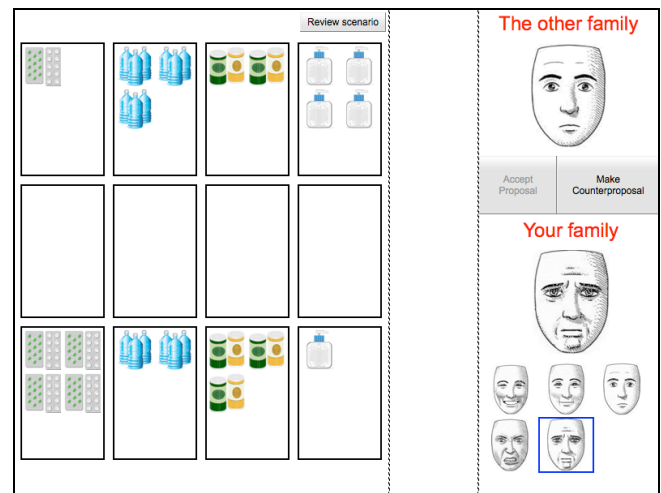 Review scenario
The other family
Accept
Proposal
Make
Counterproposal
Your family